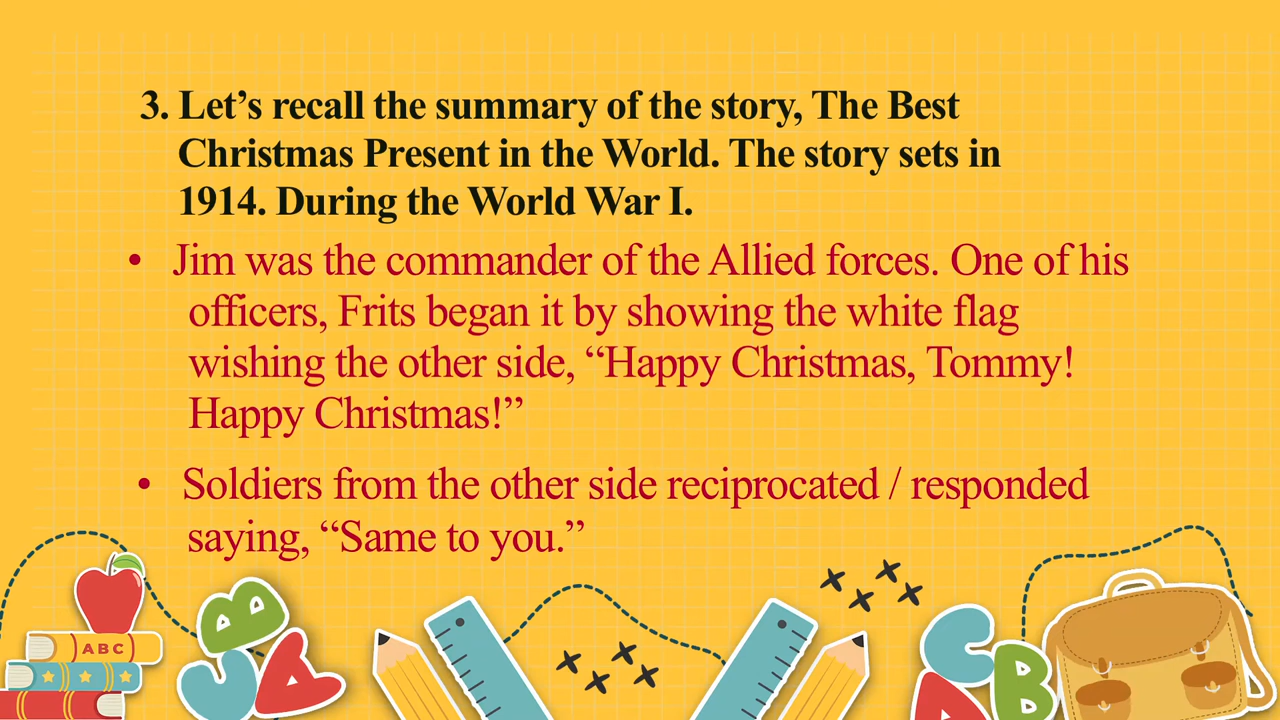 3. Let’s recall the summary of the story, The Best
Christmas Present in the World. The story sets in
1914. During the World War I.
• Jim was the commander of the Allied forces. One of his
officers, Frits began it by showing the white flag
wishing the other side, “Happy Christmas, Tommy!
Happy Christmas!”
• Soldiers from the other side reciprocated / responded
saying, “Same to you.”
ABC
B
C
A
C
B
A